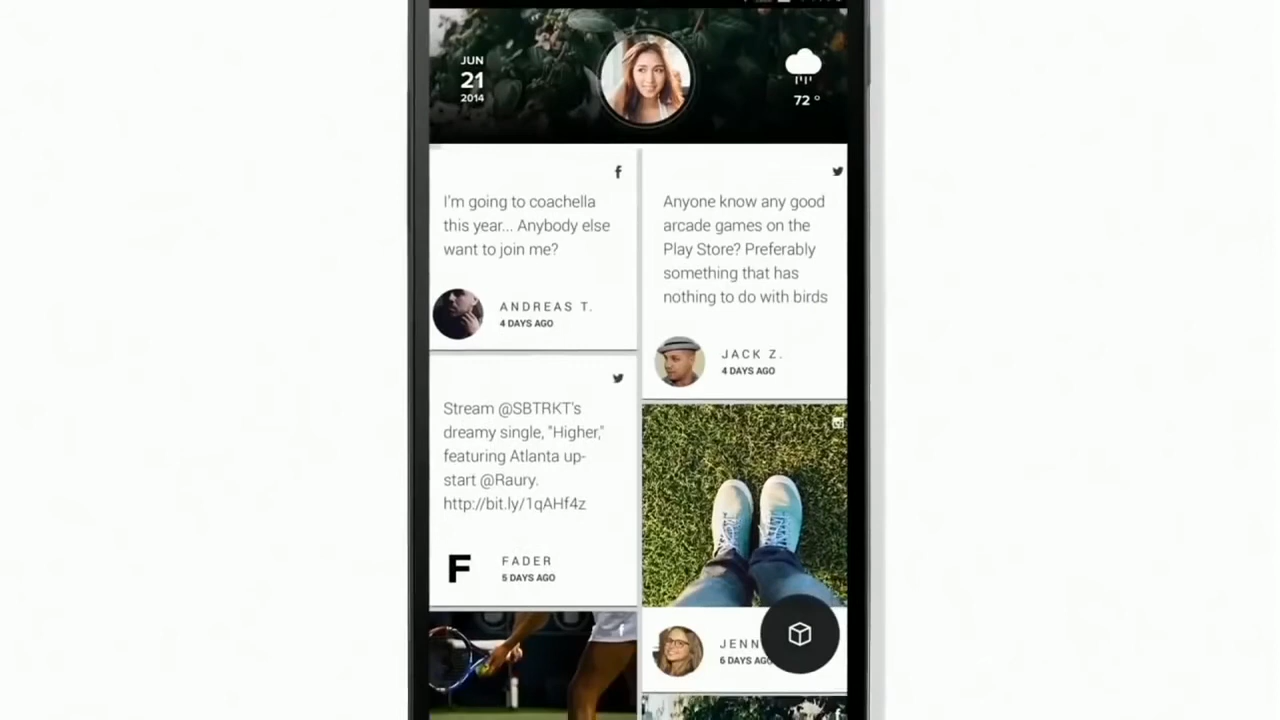 JUN
21
2014
72 °
I'm going to coachella
this year... Anybody else
want to join me?
ANDREAS T.
4 DAYS AGO
Anyone know any good
arcade games on the
Play Store? Preferably
something that has
nothing to do with birds
JACK Z.
4 DAYS AGO
Stream @SBTRKT's
dreamy single, "Higher,"
featuring Atlanta up-
start @Raury.
http://bit.ly/1qAHf4z
F FADER
5 DAYS AGO
JENN
6 DAYS AGO